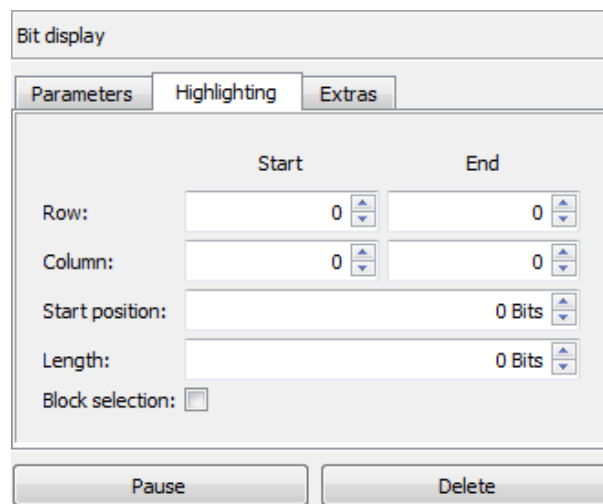 Bit display
Parameters Highlighting Extras
Start End
Row: 0 0
Column: 0 0
Start position: 0 Bits
Length: 0 Bits
Block selection:
Pause Delete